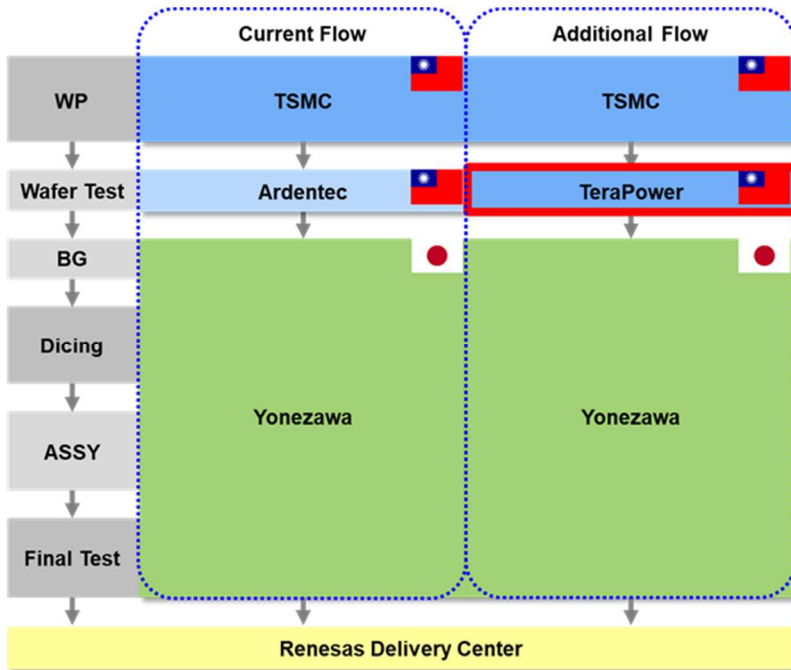 Current Flow
Additional Flow
WP
TSMC
TSMC
Wafer Test
Ardentec
TeraPower
BG
Dicing
Yonezawa
Yonezawa
ASSY
Final Test
Renesas Delivery Center